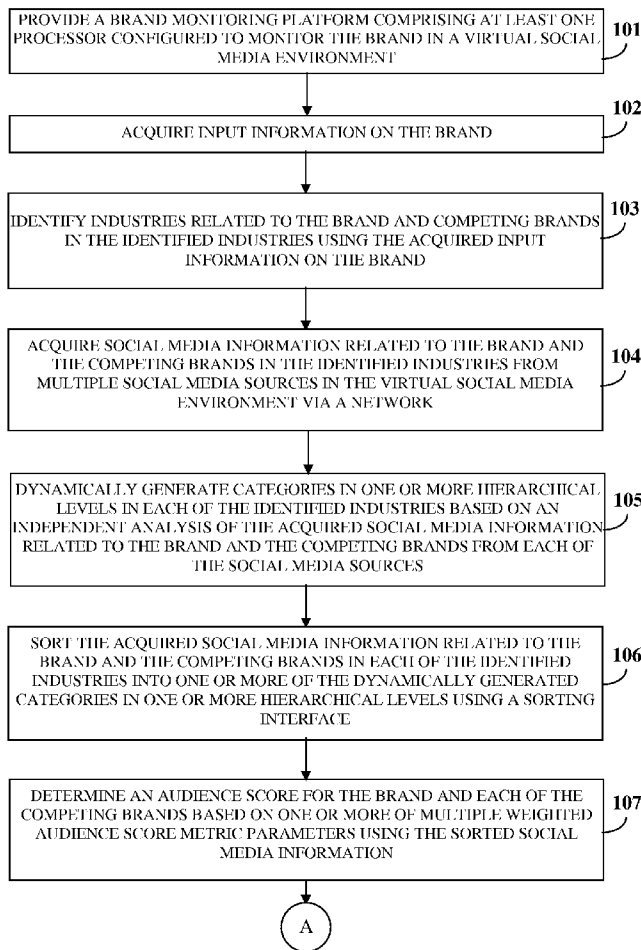 PROVIDE A BRAND MONITORING PLATFORM COMPRISING AT LEAST ONE
PROCESSOR CONFIGURED TO MONITOR THE BRAND IN A VIRTUAL SOCIAL
MEDIA ENVIRONMENT
101
ACQUIRE INPUT INFORMATION ON THE BRAND
102
IDENTIFY INDUSTRIES RELATED TO THE BRAND AND COMPETING BRANDS
IN THE IDENTIFIED INDUSTRIES USING THE ACQUIRED INPUT
INFORMATION ON THE BRAND
103
ACQUIRE SOCIAL MEDIA INFORMATION RELATED TO THE BRAND AND
THE COMPETING BRANDS IN THE IDENTIFIED INDUSTRIES FROM
MULTIPLE SOCIAL MEDIA SOURCES IN THE VIRTUAL SOCIAL MEDIA
ENVIRONMENT VIA A NETWORK
104
DYNAMICALLY GENERATE CATEGORIES IN ONE OR MORE HIERARCHICAL
LEVELS IN EACH OF THE IDENTIFIED INDUSTRIES BASED ON AN
INDEPENDENT ANALYSIS OF THE ACQUIRED SOCIAL MEDIA INFORMATION
RELATED TO THE BRAND AND THE COMPETING BRANDS FROM EACH OF
THE SOCIAL MEDIA SOURCES
105
SORT THE ACQUIRED SOCIAL MEDIA INFORMATION RELATED TO THE
BRAND AND THE COMPETING BRANDS IN EACH OF THE IDENTIFIED
INDUSTRIES INTO ONE OR MORE OF THE DYNAMICALLY GENERATED
CATEGORIES IN ONE OR MORE HIERARCHICAL LEVELS USING A SORTING
INTERFACE
106
DETERMINE AN AUDIENCE SCORE FOR THE BRAND AND EACH OF THE
COMPETING BRANDS BASED ON ONE OR MORE OF MULTIPLE WEIGHTED
AUDIENCE SCORE METRIC PARAMETERS USING THE SORTED SOCIAL
MEDIA INFORMATION
107
A